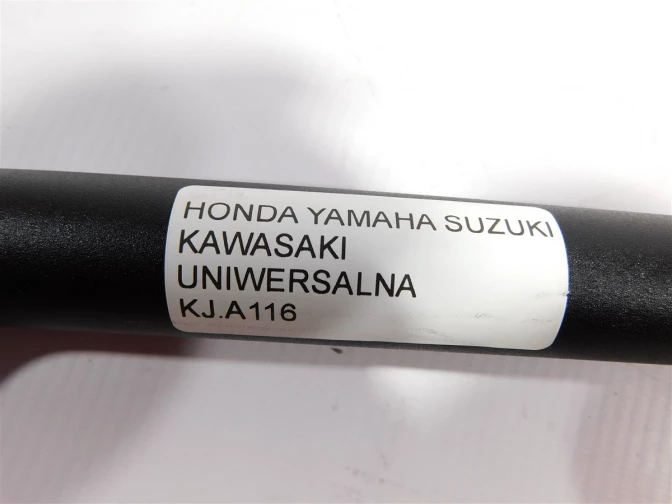 HONDA YAMAHA SUZUKI
KAWASAKI
UNIWERSALNA
KJ.A116